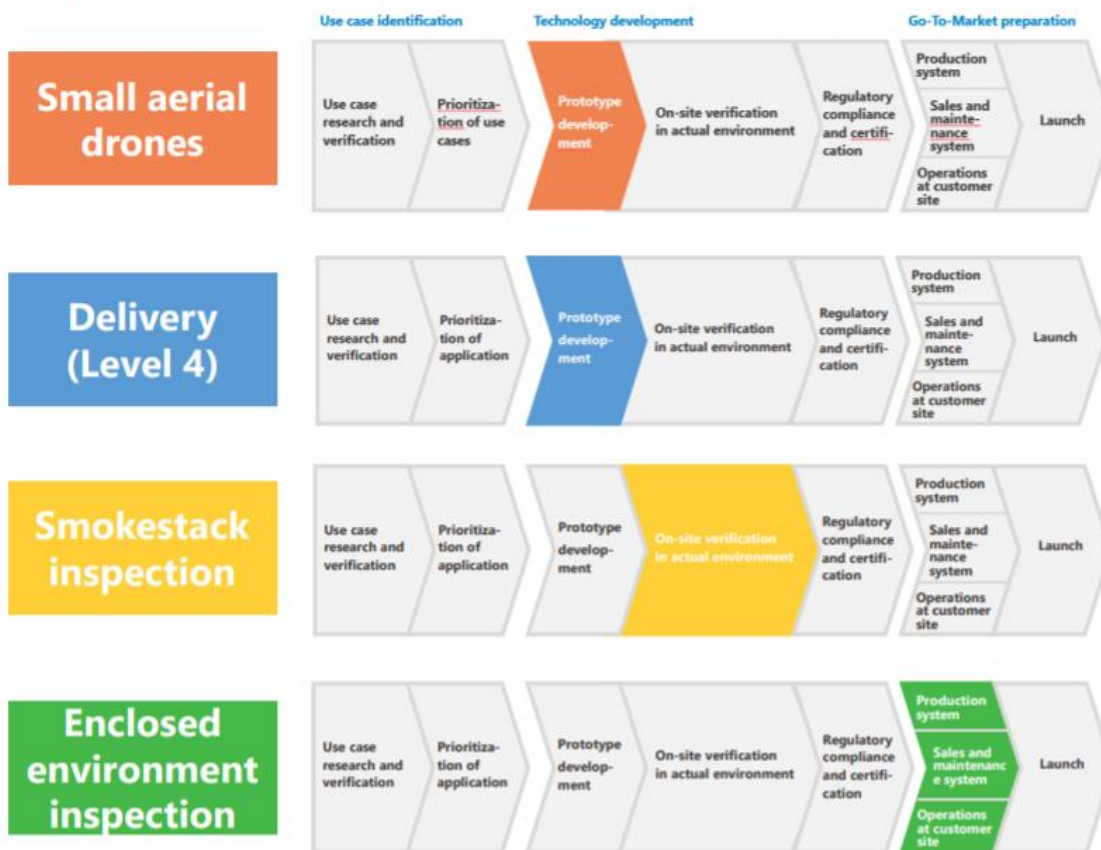 Use case identification
Technology development
Go-To-Market preparation
Small aerial
drones
Use case
research and
verification
Prioritiza-
tion of use
cases
Prototype
develop-
ment
On-site verification
in actual environment
Regulatory
compliance
and certifi-
cation
Production
system
Sales and
mainte-
nance
system
Operations
at customer
site
Launch
Delivery
(Level 4)
Use case
research and
verification
Prioritiza-
tion of
application
Prototype
develop-
ment
On-site verification
in actual environment
Regulatory
compliance
and certifi-
cation
Production
system
Sales and
mainte-
nance
system
Operations
at customer
site
Launch
Smokestack
inspection
Use case
research and
verification
Prioritiza-
tion of
application
Prototype
develop-
ment
On-site verification
in actual environment
Regulatory
compliance
and certifi-
cation
Production
system
Sales and
mainte-
nance
system
Operations
at customer
site
Launch
Enclosed
environment
inspection
Use case
research and
verification
Prioritiza-
tion of
application
Prototype
develop-
ment
On-site verification
in actual environment
Regulatory
compliance
and certifi-
cation
Production
system
Sales and
maintenanc
e system
Operations
at customer
site
Launch